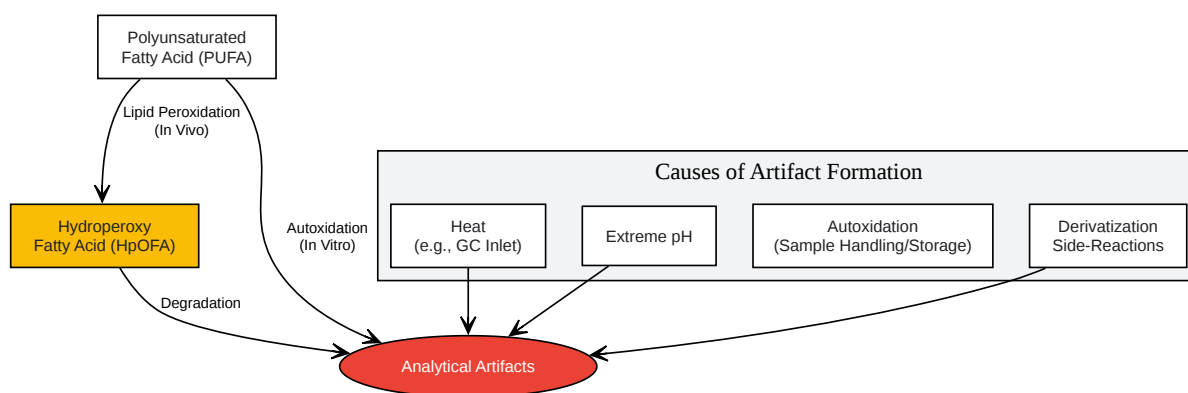 Polyunsaturated
Fatty Acid (PUFA)
Lipid Peroxidation
(In Vivo)
Causes of Artifact Formation
Hydroperoxy
Fatty Acid (HpOFA)
Autoxidation
(In Vitro)
Heat
(e.g., GC Inlet)
Extreme pH
Autoxidation
(Sample Handling/Storage)
Derivatization
Side-Reactions
Degradation
Analytical Artifacts